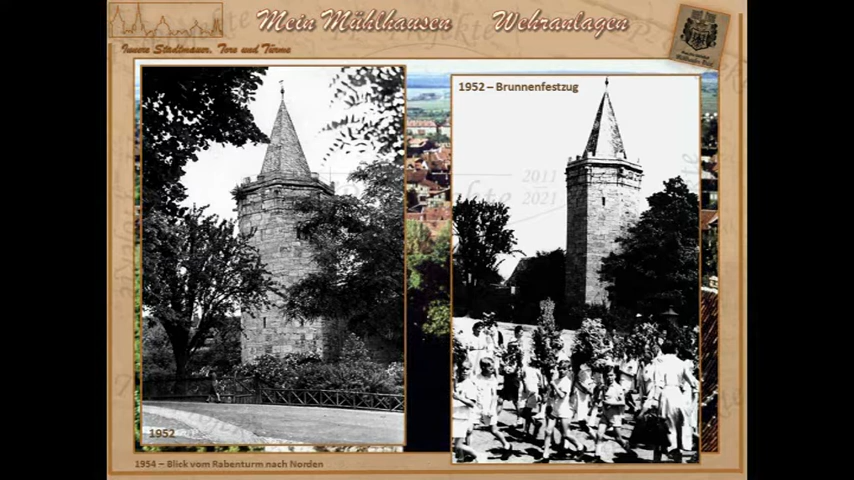 Mein Mühlhausen Wehranlagen
Innere Stadtmauer, Tore und Türme
1952 – Brunnenfestzug
2011
2021
1952
1954 – Blick vom Rabenturm nach Norden